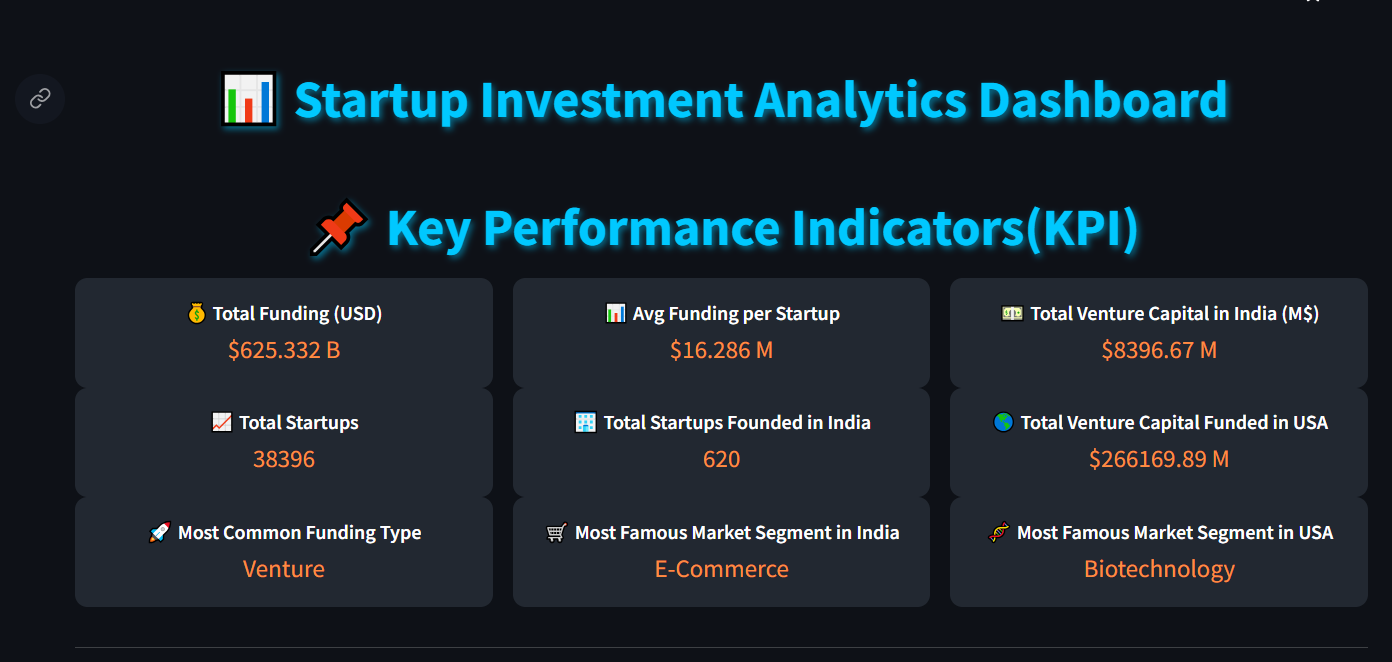 📊 Startup Investment Analytics Dashboard
📌 Key Performance Indicators(KPI)
💰 Total Funding (USD)
$625.332 B
📊 Avg Funding per Startup
$16.286 M
💵 Total Venture Capital in India (M$)
$8396.67 M
📈 Total Startups
38396
🏢 Total Startups Founded in India
620
🌎 Total Venture Capital Funded in USA
$266169.89 M
🚀 Most Common Funding Type
Venture
🛒 Most Famous Market Segment in India
E-Commerce
🧬 Most Famous Market Segment in USA
Biotechnology